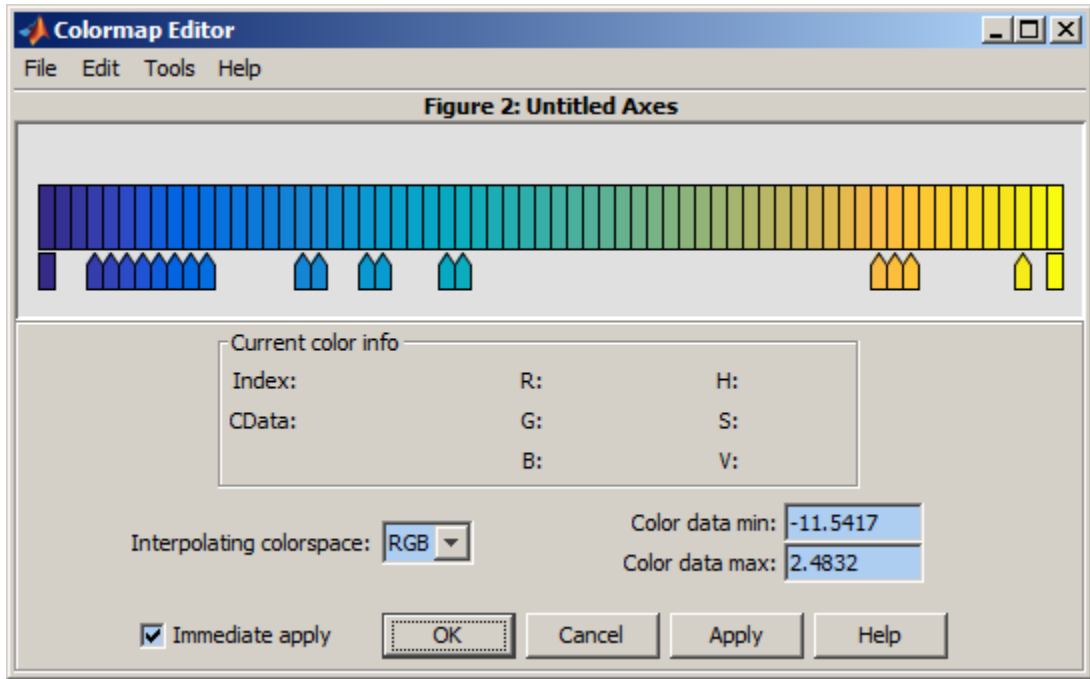 Colormap Editor
File Edit Tools Help
Figure 2: Untitled Axes
Current color info
Index: R: H:
CData: G: S:
B: V:
Interpolating colorspace: RGB
Color data min: -11.5417
Color data max: 2.4832
Immediate apply OK Cancel Apply Help